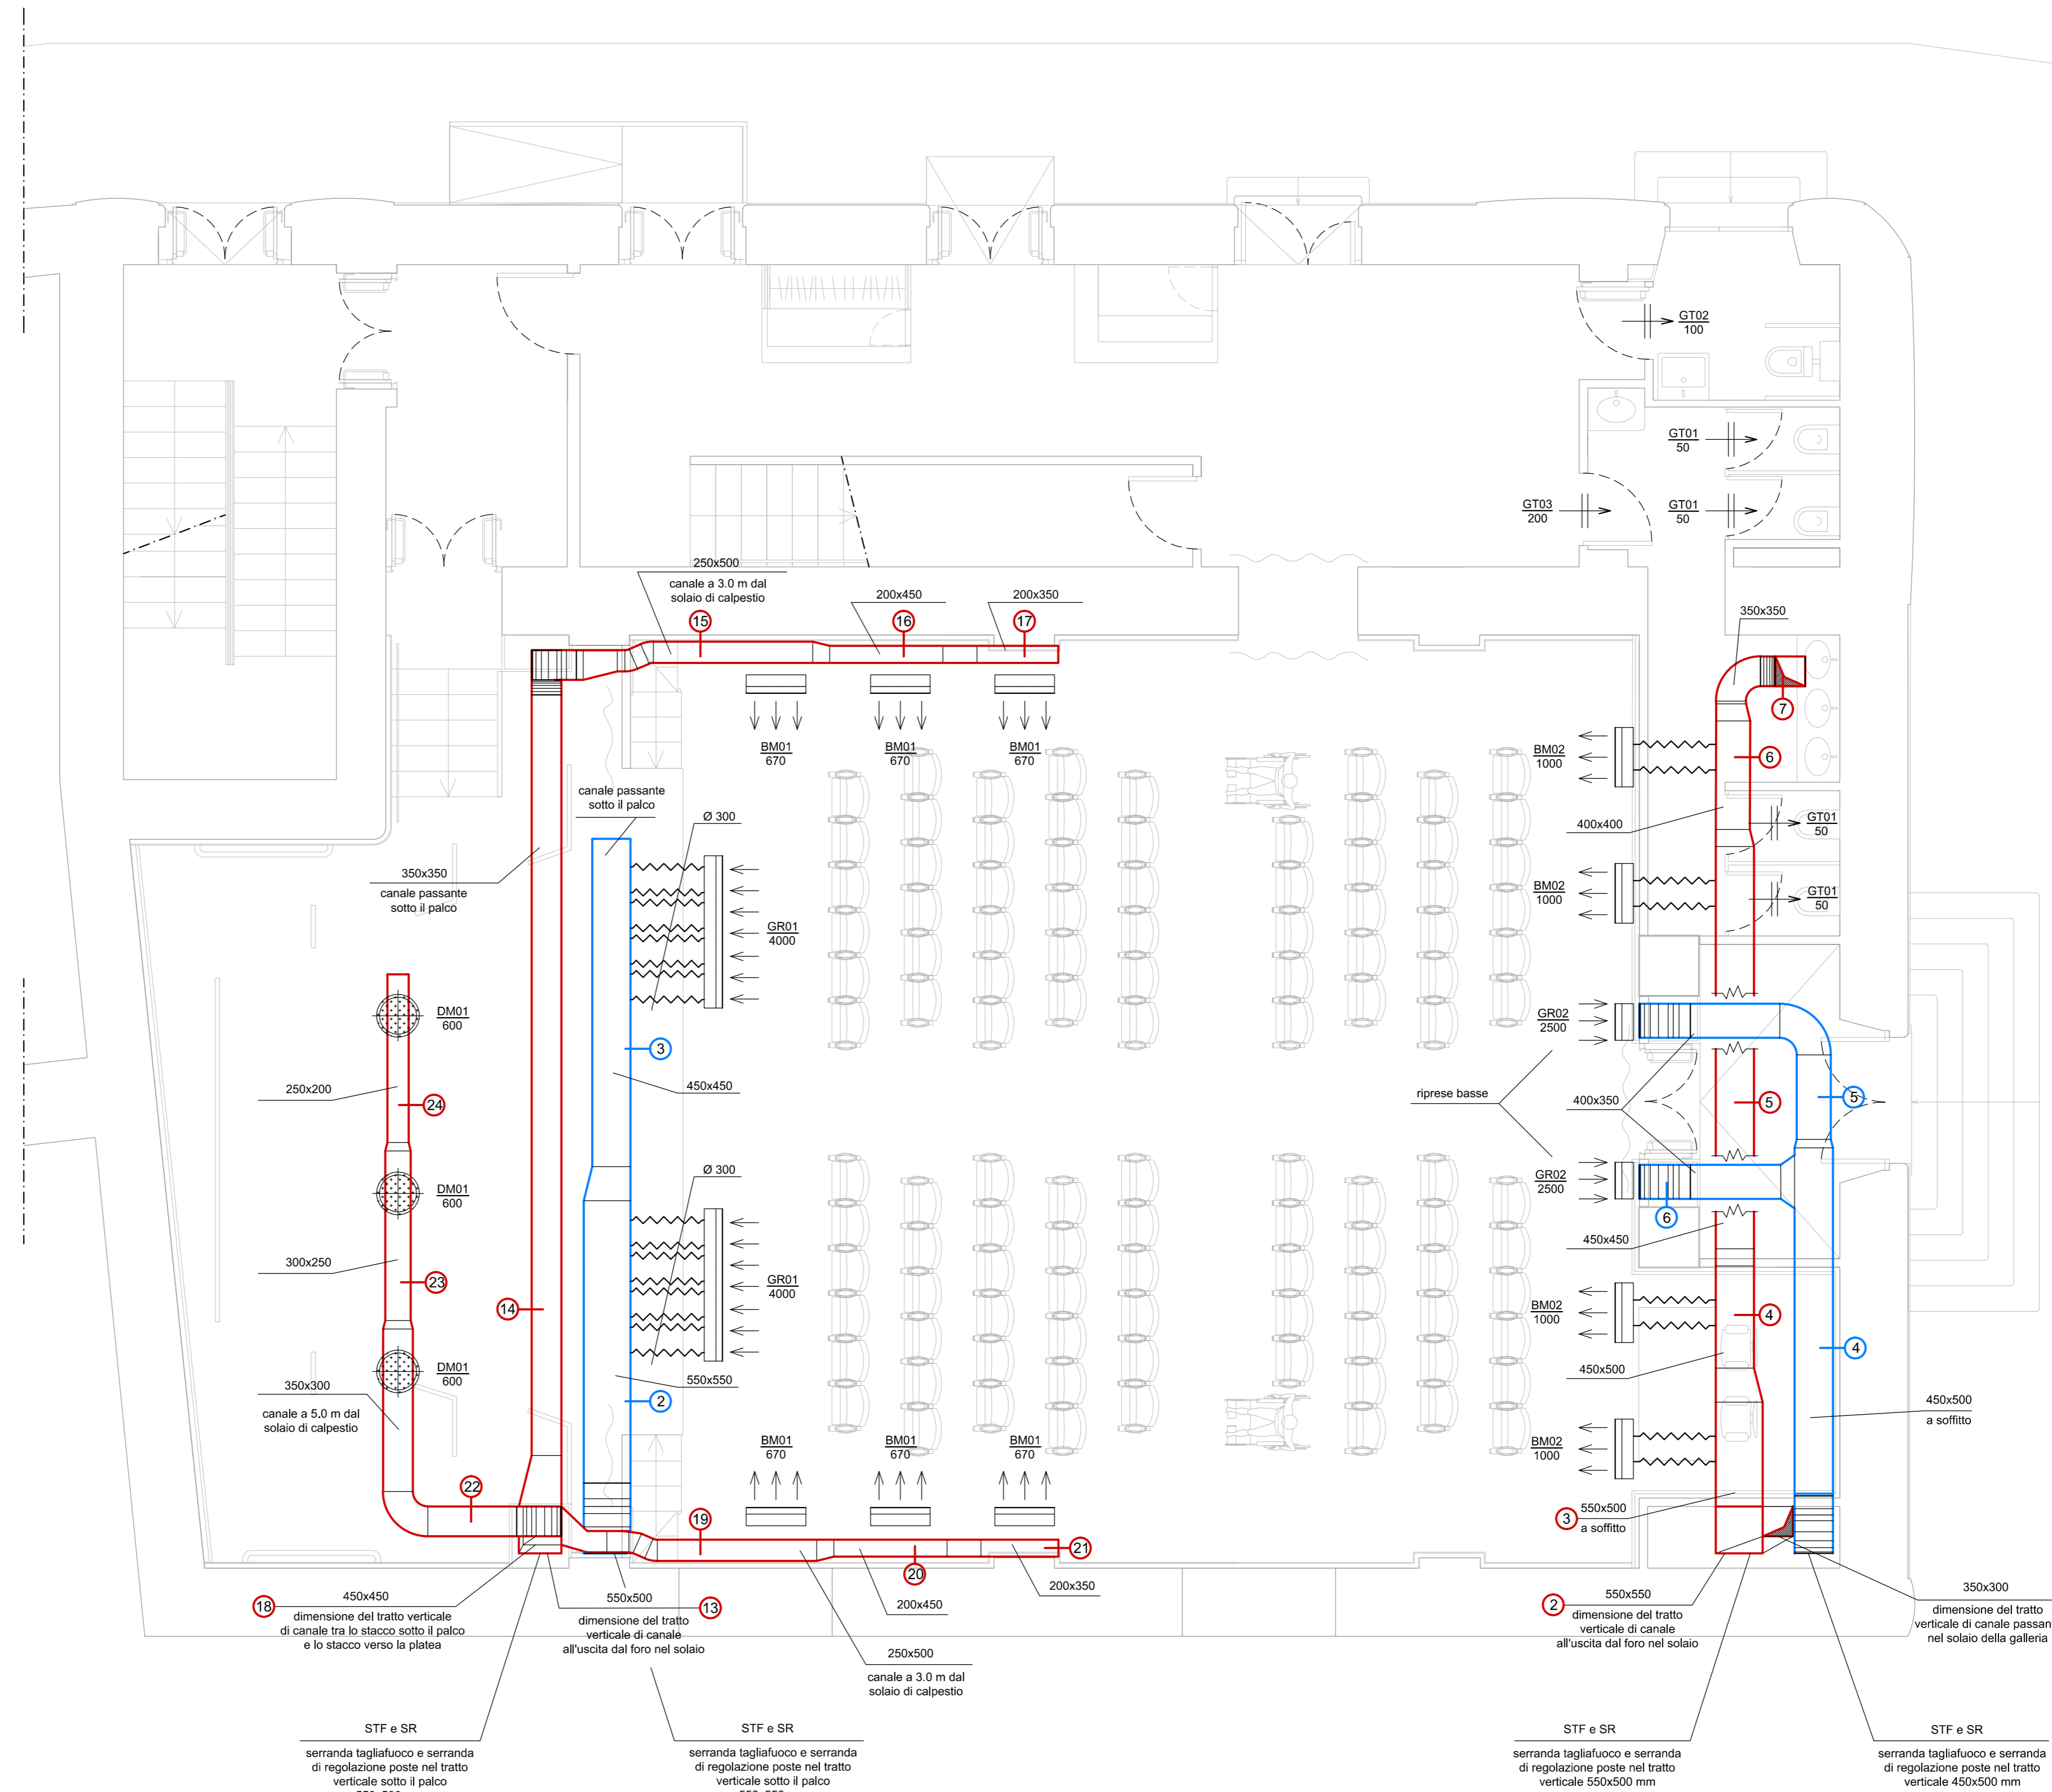 GT02
100
GT01
50
GT01
50
GT03
200
250x500
canale a 3.0 m dal
solaio di calpestio
200x450
200x350
15
16
17
350x350
7
BM01
670
BM01
670
BM01
670
BM02
1000
6
canale passante
sotto il palco
Ø 300
400x400
GT01
50
350x350
canale passante
sotto il palco
BM02
1000
GT01
50
GR01
4000
DM01
600
GR02
2500
3
250x200
24
450x450
riprese basse
400x350
5
5
DM01
600
Ø 300
GR02
2500
6
300x250
23
450x450
GR01
4000
14
BM02
1000
4
4
DM01
600
350x300
canale a 5.0 m dal
solaio di calpestio
550x550
2
450x500
450x500
a soffitto
BM01
670
BM01
670
BM01
670
BM02
1000
22
19
3
550x500
a soffitto
20
21
18
450x450
dimensione del tratto verticale
di canale tra lo stacco sotto il palco
e lo stacco verso la platea
550x500
13
dimensione del tratto
verticale di canale
all'uscita dal foro nel solaio
200x450
200x350
250x500
canale a 3.0 m dal
solaio di calpestio
2
550x550
dimensione del tratto
verticale di canale
all'uscita dal foro nel solaio
350x300
dimensione del tratto
verticale di canale passan
nel solaio della galleria
STF e SR
serranda tagliafuoco e serranda
di regolazione poste nel tratto
verticale sotto il palco
STF e SR
serranda tagliafuoco e serranda
di regolazione poste nel tratto
verticale sotto il palco
STF e SR
serranda tagliafuoco e serranda
di regolazione poste nel tratto
verticale 550x500 mm
STF e SR
serranda tagliafuoco e serranda
di regolazione poste nel tratto
verticale 450x500 mm